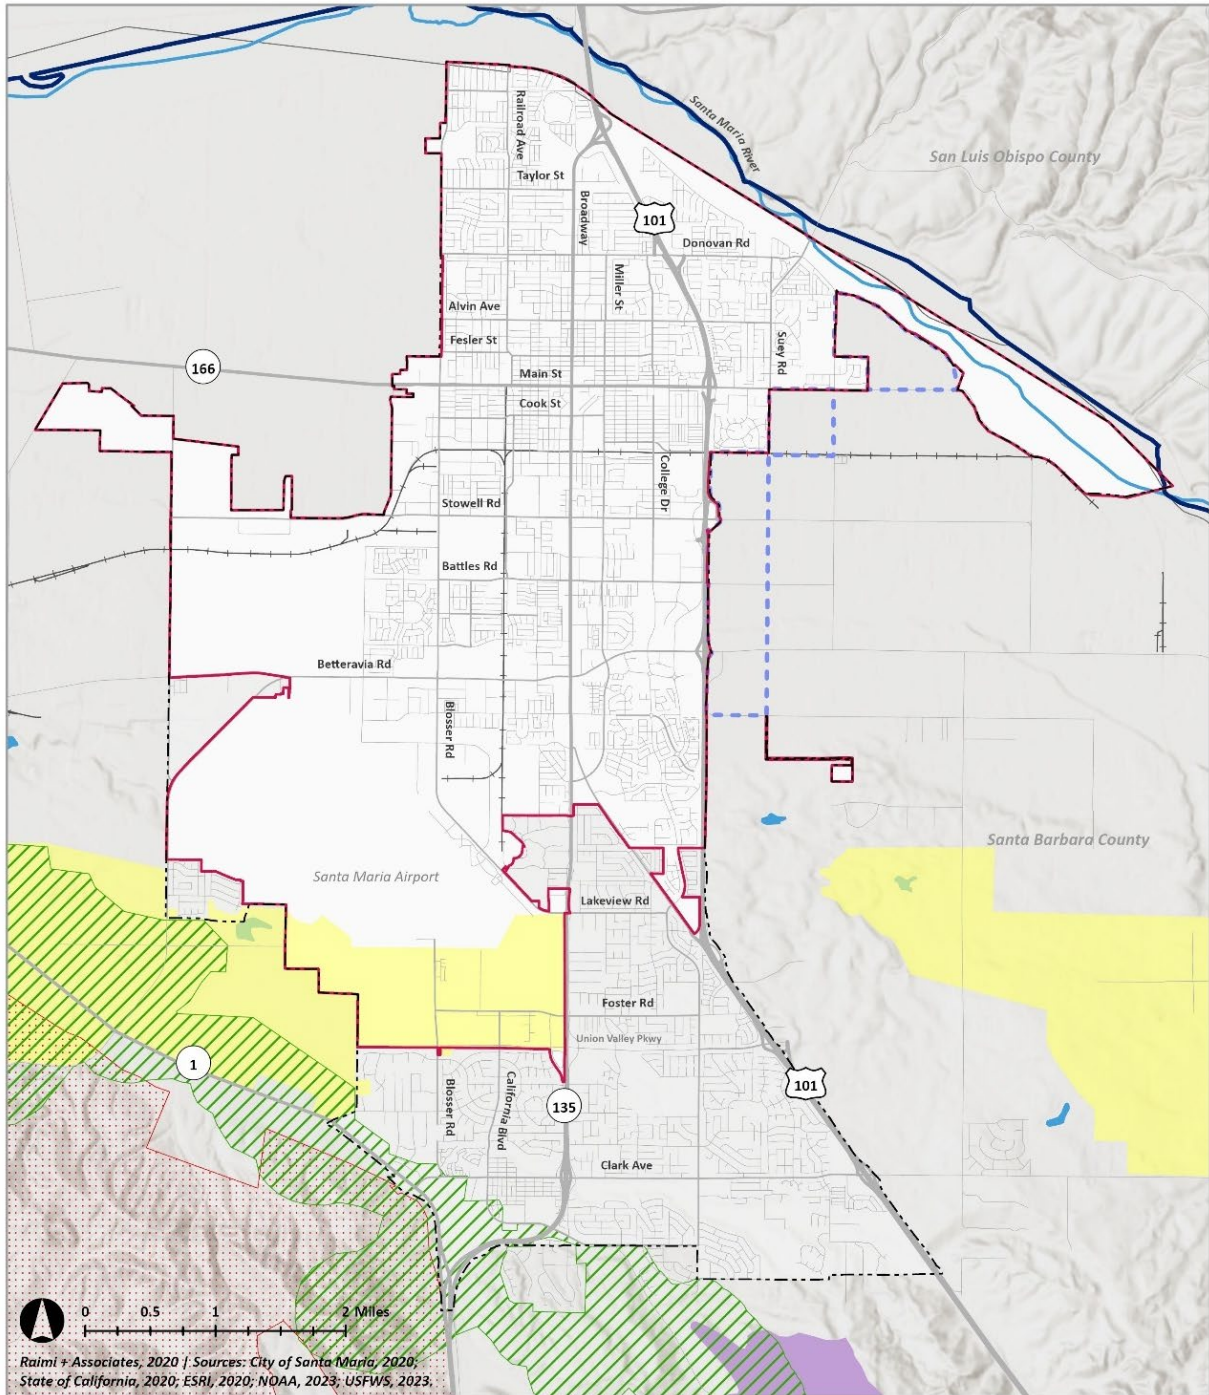 Santa Maria River
San Luis Obispo County
Railroad Ave
Taylor St
Broadway
101
Donovan Rd
Miller St
Alvin Ave
Fesler St
Suey Rd
166
Main St
Cook St
College Dr
Stowell Rd
Battles Rd
Betteravia Rd
Blosser Rd
Santa Barbara County
Santa Maria Airport
Lakeview Rd
Foster Rd
Union Valley Pkwy
1
Blosser Rd
California Blvd
135
101
Clark Ave
0 0.5 1 2 Miles
Raimi + Associates, 2020 | Sources: City of Santa Maria, 2020;
State of California, 2020; ESRI, 2020; NOAA, 2023; USFWS, 2023.